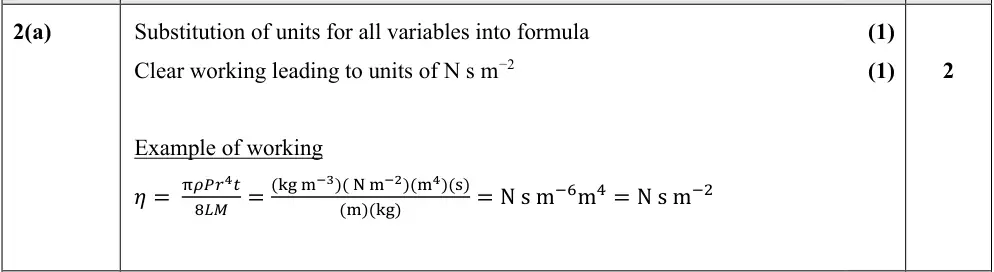 2(a) Substitution of units for all variables into formula (1)
Clear working leading to units of N s m⁻² (1) 2
Example of working
η = πρPr⁴t/8LM = (kg m⁻³)( N m⁻²)(m⁴)(s)/(m)(kg) = N s m⁻⁶m⁴ = N s m⁻²